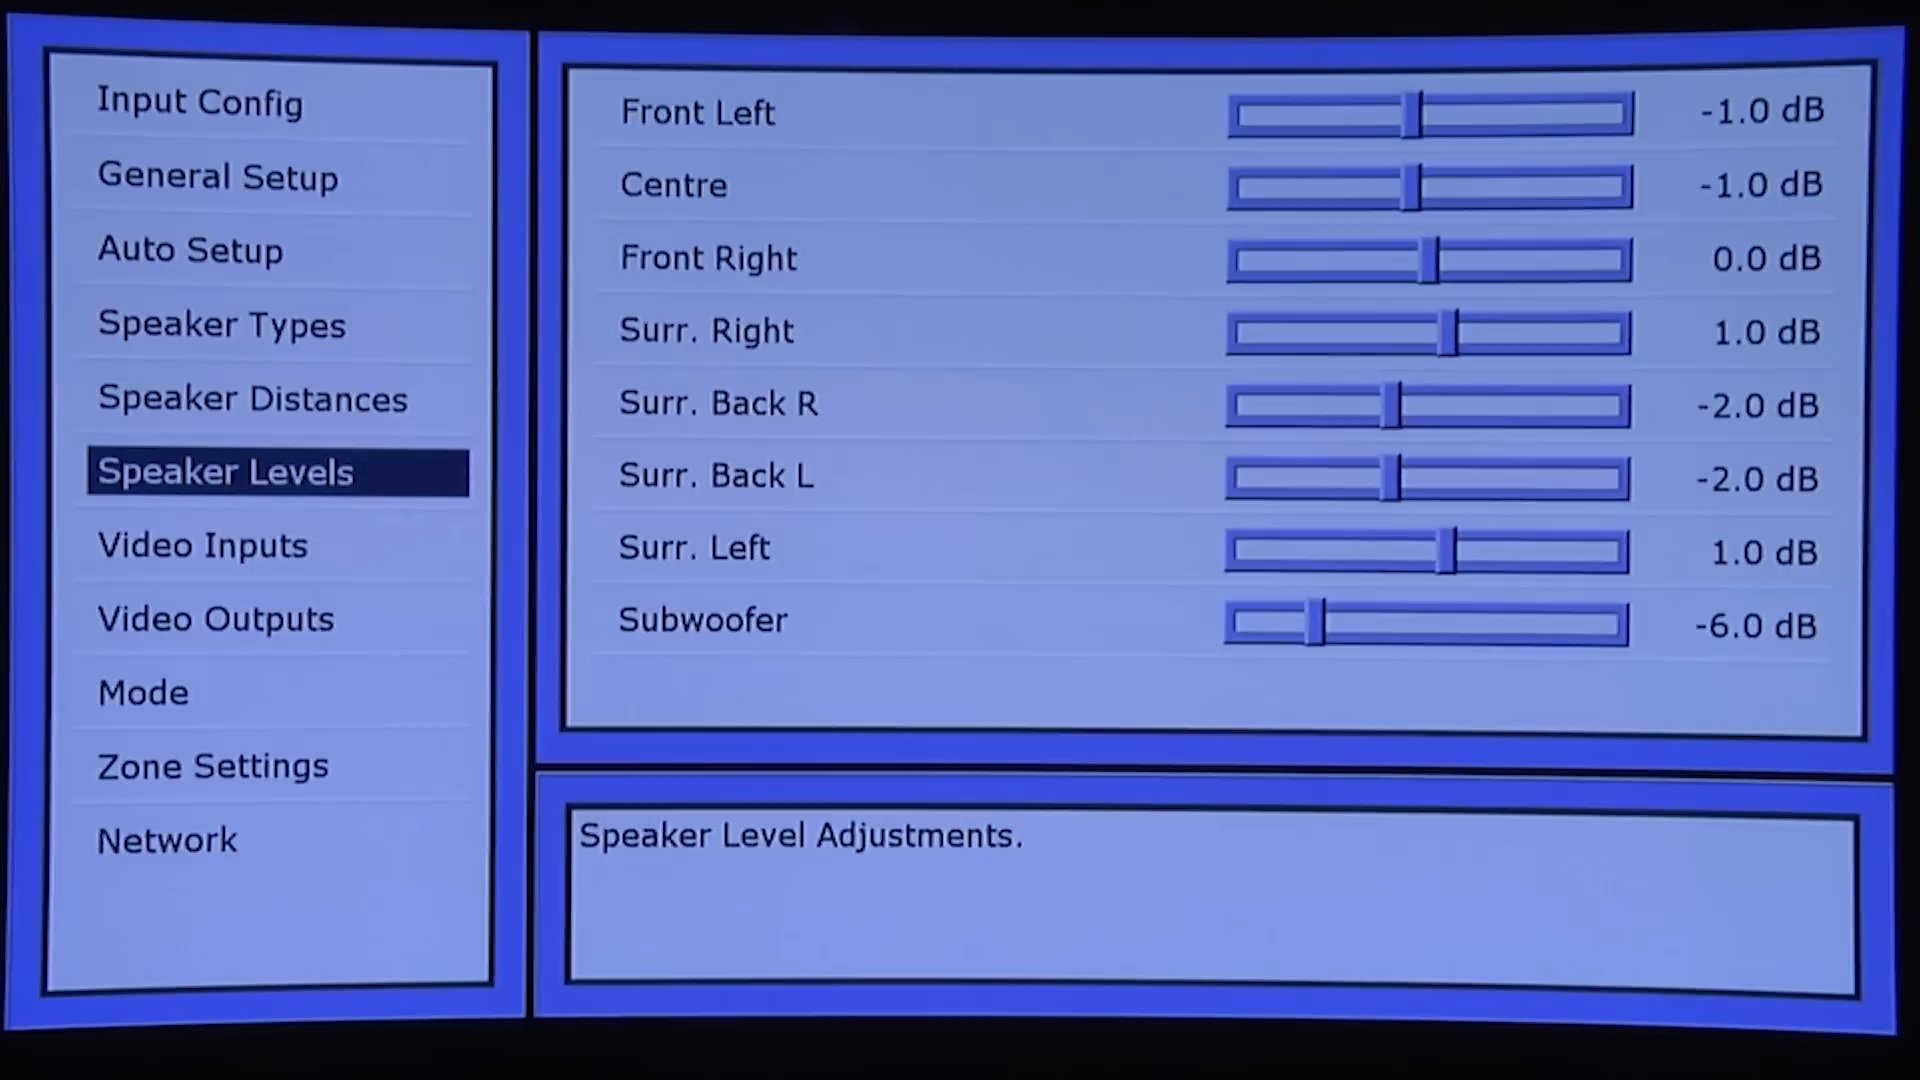 Input Config
General Setup
Auto Setup
Speaker Types
Speaker Distances
Speaker Levels
Video Inputs
Video Outputs
Mode
Zone Settings
Network
Front Left -1.0 dB
Centre -1.0 dB
Front Right 0.0 dB
Surr. Right 1.0 dB
Surr. Back R -2.0 dB
Surr. Back L -2.0 dB
Surr. Left 1.0 dB
Subwoofer -6.0 dB
Speaker Level Adjustments.